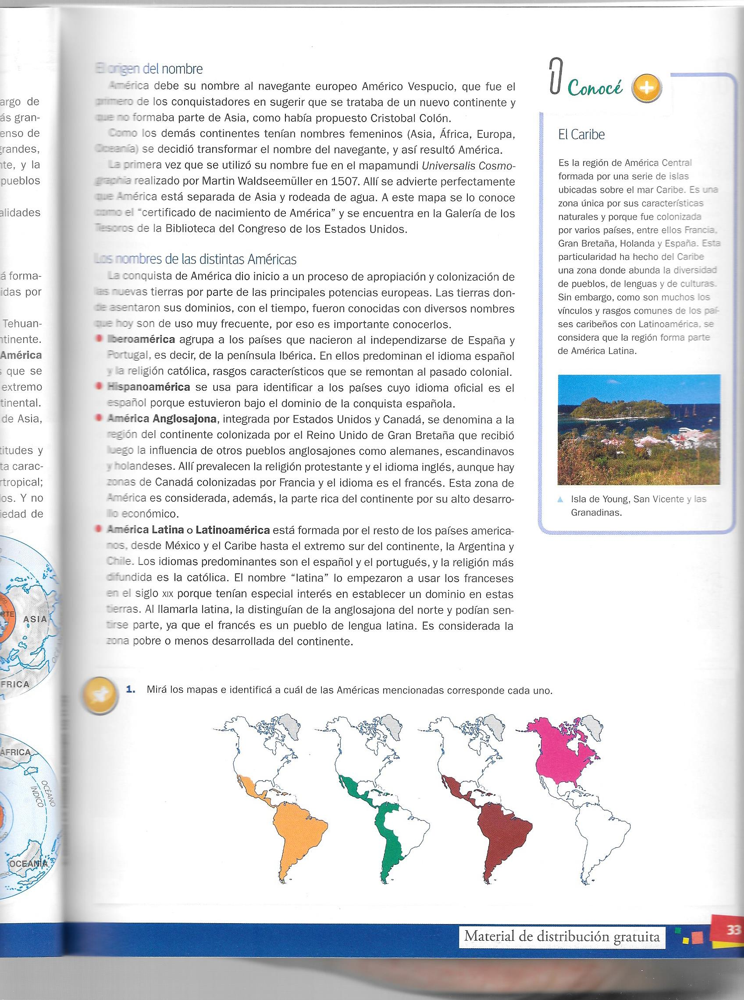 argo de
ás gran-
enso de
grandes,
nte, y la
pueblos
alidades
á forma-
idas por
Tehuan-
ntinente.
América
s que se
extremo
tinental.
de Asia,
titudes y
ta carac-
rtropical;
los. Y no
iedad de
RTE
ASIA
FRICA
ÁFRICA
OCÉANO
ÍNDICO
OCEANÍA
El origen del nombre
América debe su nombre al navegante europeo Américo Vespucio, que fue el
primero de los conquistadores en sugerir que se trataba de un nuevo continente y
que no formaba parte de Asia, como había propuesto Cristobal Colón.
Como los demás continentes tenían nombres femeninos (Asia, África, Europa,
Oceanía) se decidió transformar el nombre del navegante, y así resultó América.
La primera vez que se utilizó su nombre fue en el mapamundi Universalis Cosmo-
graphia realizado por Martin Waldseemüller en 1507. Allí se advierte perfectamente
que América está separada de Asia y rodeada de agua. A este mapa se lo conoce
como el “certificado de nacimiento de América” y se encuentra en la Galería de los
Tesoros de la Biblioteca del Congreso de los Estados Unidos.
Los nombres de las distintas Américas
La conquista de América dio inicio a un proceso de apropiación y colonización de
las nuevas tierras por parte de las principales potencias europeas. Las tierras don-
de asentaron sus dominios, con el tiempo, fueron conocidas con diversos nombres
que hoy son de uso muy frecuente, por eso es importante conocerlos.
Iberoamérica agrupa a los países que nacieron al independizarse de España y
Portugal, es decir, de la península Ibérica. En ellos predominan el idioma español
y la religión católica, rasgos característicos que se remontan al pasado colonial.
Hispanoamérica se usa para identificar a los países cuyo idioma oficial es el
español porque estuvieron bajo el dominio de la conquista española.
América Anglosajona, integrada por Estados Unidos y Canadá, se denomina a la
región del continente colonizada por el Reino Unido de Gran Bretaña que recibió
luego la influencia de otros pueblos anglosajones como alemanes, escandinavos
y holandeses. Allí prevalecen la religión protestante y el idioma inglés, aunque hay
zonas de Canadá colonizadas por Francia y el idioma es el francés. Esta zona de
América es considerada, además, la parte rica del continente por su alto desarro-
llo económico.
América Latina o Latinoamérica está formada por el resto de los países america-
nos, desde México y el Caribe hasta el extremo sur del continente, la Argentina y
Chile. Los idiomas predominantes son el español y el portugués, y la religión más
difundida es la católica. El nombre “latina” lo empezaron a usar los franceses
en el siglo XIX porque tenían especial interés en establecer un dominio en estas
tierras. Al llamarla latina, la distinguían de la anglosajona del norte y podían sen-
tirse parte, ya que el francés es un pueblo de lengua latina. Es considerada la
zona pobre o menos desarrollada del continente.
Conocé +
El Caribe
Es la región de América Central
formada por una serie de islas
ubicadas sobre el mar Caribe. Es una
zona única por sus características
naturales y porque fue colonizada
por varios países, entre ellos Francia,
Gran Bretaña, Holanda y España. Esta
particularidad ha hecho del Caribe
una zona donde abunda la diversidad
de pueblos, de lenguas y de culturas.
Sin embargo, como son muchos los
vínculos y rasgos comunes de los paí-
ses caribeños con Latinoamérica, se
considera que la región forma parte
de América Latina.
Isla de Young, San Vicente y las
Granadinas.
1. Mirá los mapas e identificá a cuál de las Américas mencionadas corresponde cada uno.
Material de distribución gratuita
33